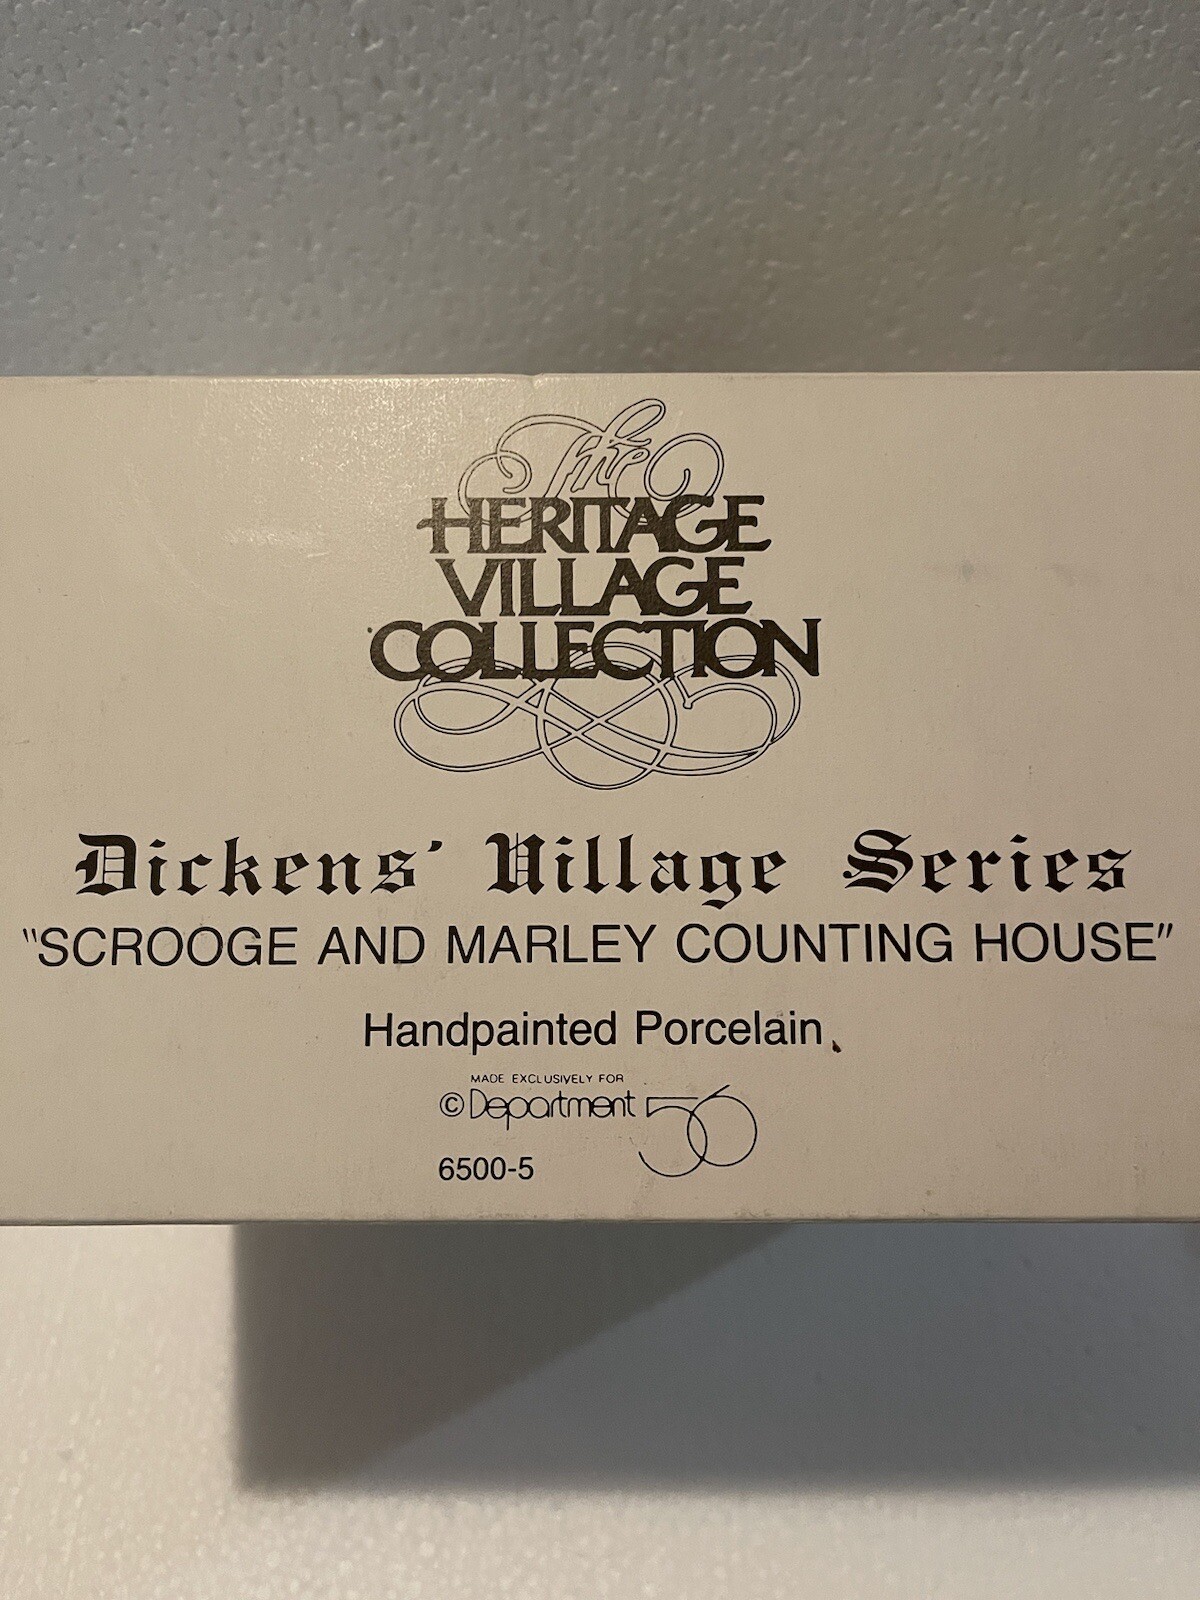 The
HERITAGE
VILLAGE
COLLECTION
Dickens' Village Series
"SCROOGE AND MARLEY COUNTING HOUSE"
Handpainted Porcelain
MADE EXCLUSIVELY FOR
© Department 56
6500-5